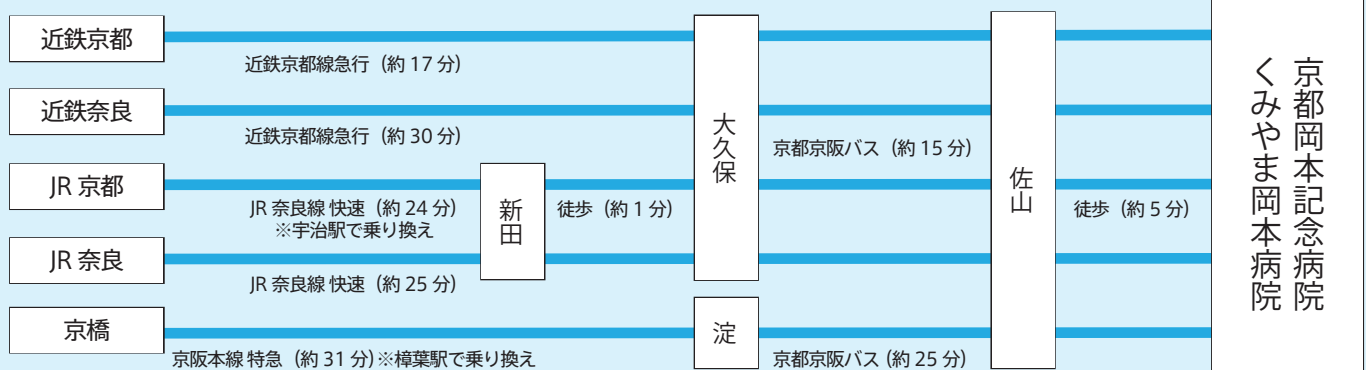 近鉄京都
近鉄京都線急行（約 17 分）
近鉄奈良
近鉄京都線急行（約 30 分）
JR 京都
JR 奈良線 快速（約 24 分）
※宇治駅で乗り換え
新田
徒歩（約 1 分）
JR 奈良
JR 奈良線 快速（約 25 分）
京橋
京阪本線 特急（約 31 分）※樟葉駅で乗り換え
大久保
京都京阪バス（約 15 分）
淀
京都京阪バス（約 25 分）
佐山
徒歩（約 5 分）
京都岡本記念病院
くみやま岡本病院